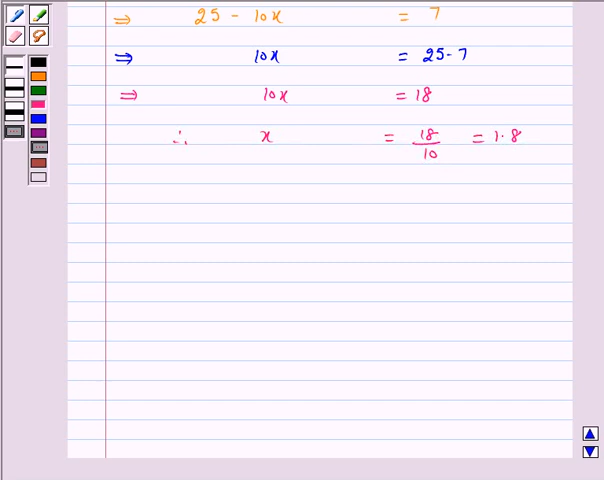 ⇒ 25 - 10x = 7
⇒ 10x = 25-7
⇒ 10x = 18
∴ x = 18/10 = 1.8